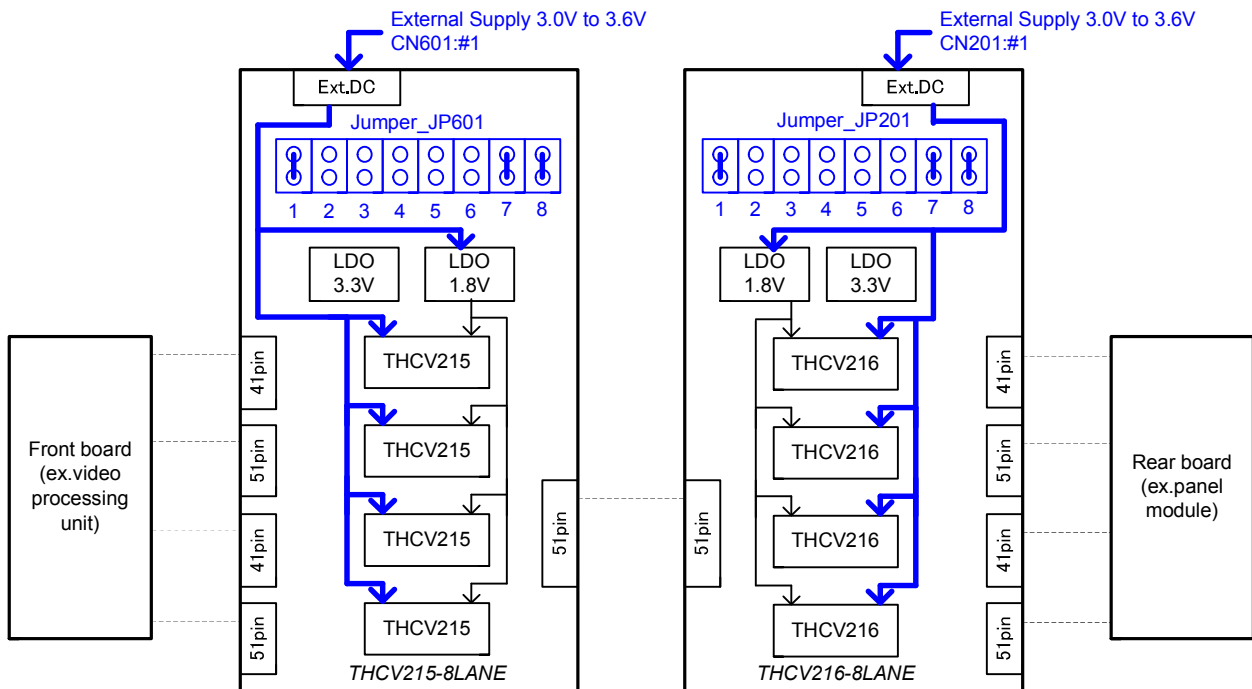 External Supply 3.0V to 3.6V
CN601:#1
External Supply 3.0V to 3.6V
CN201:#1
Ext.DC
Ext.DC
Jumper_JP601
Jumper_JP201
1 2 3 4 5 6 7 8
1 2 3 4 5 6 7 8
LDO
3.3V
LDO
1.8V
LDO
1.8V
LDO
3.3V
Front board
(ex.video
processing
unit)
41pin
51pin
41pin
51pin
THCV215
THCV215
THCV215
THCV215
51pin
THCV215-8LANE
51pin
THCV216
THCV216
THCV216
THCV216
THCV216-8LANE
41pin
51pin
41pin
51pin
Rear board
(ex.panel
module)